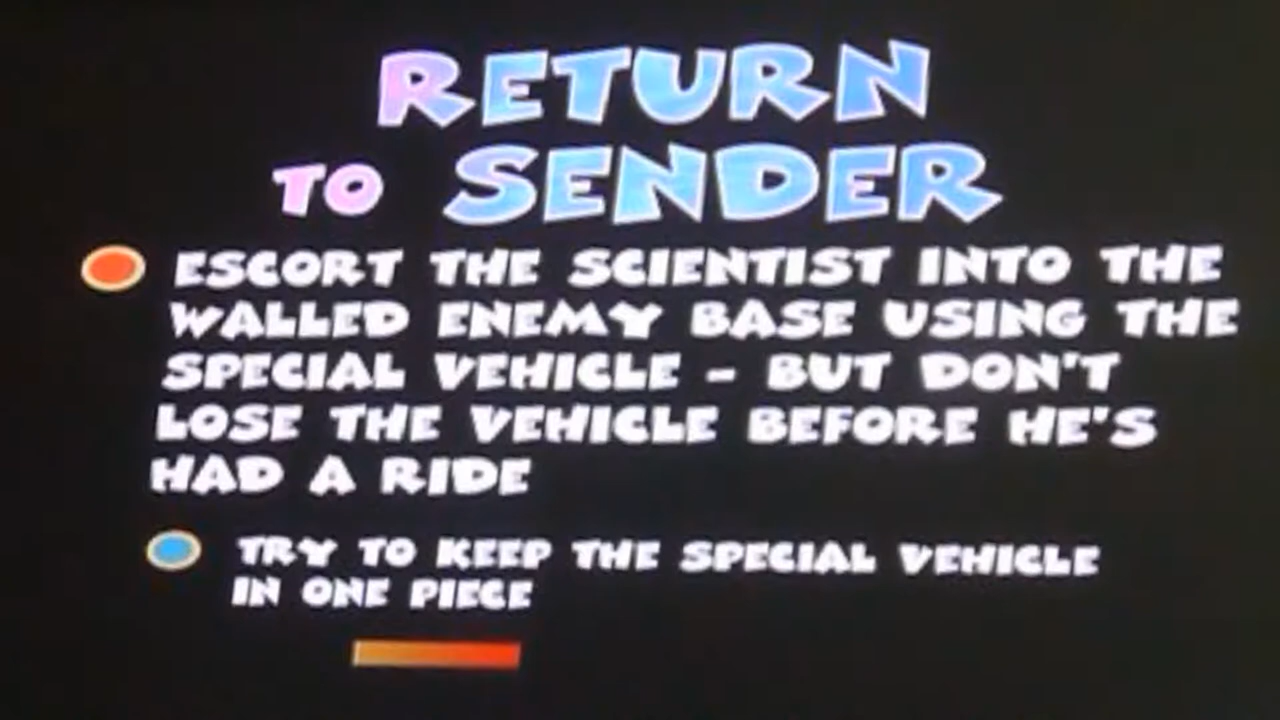 RETURN
TO SENDER
ESCORT THE SCIENTIST INTO THE
WALLED ENEMY BASE USING THE
SPECIAL VEHICLE - BUT DON'T
LOSE THE VEHICLE BEFORE HE'S
HAD A RIDE
TRY TO KEEP THE SPECIAL VEHICLE
IN ONE PIECE